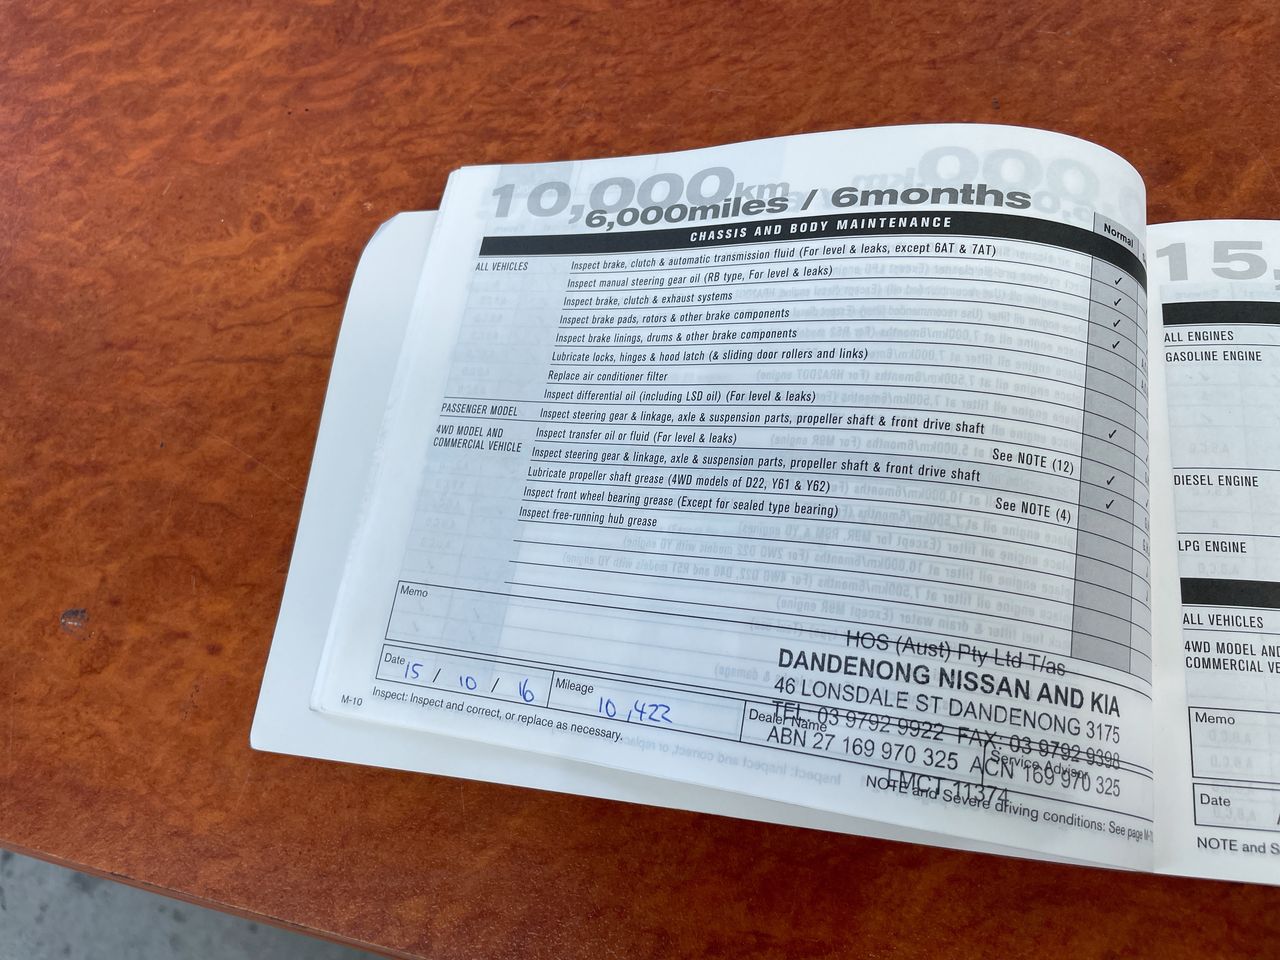 10,000km
6,000miles / 6months
CHASSIS AND BODY MAINTENANCE
Normal
ALL VEHICLES
Inspect brake, clutch & automatic transmission fluid (For level & leaks, except 6AT & 7AT)
Inspect manual steering gear oil (RB type, For level & leaks) ✓
Inspect brake, clutch & exhaust systems ✓
Inspect brake pads, rotors & other brake components ✓
Inspect brake linings, drums & other brake components ✓
Lubricate locks, hinges & hood latch (& sliding door rollers and links)
Replace air conditioner filter
Inspect differential oil (including LSD oil) (For level & leaks)
PASSENGER MODEL
Inspect steering gear & linkage, axle & suspension parts, propeller shaft & front drive shaft ✓
4WD MODEL AND
COMMERCIAL VEHICLE
Inspect transfer oil or fluid (For level & leaks) See NOTE (12)
Inspect steering gear & linkage, axle & suspension parts, propeller shaft & front drive shaft ✓
Lubricate propeller shaft grease (4WD models of D22, Y61 & Y62) See NOTE (4) ✓
Inspect front wheel bearing grease (Except for sealed type bearing)
Inspect free-running hub grease
Memo
HOS (Aust) Pty Ltd T/as
DANDENONG NISSAN AND KIA
46 LONSDALE ST DANDENONG 3175
TEL: 03 9792 9922 FAX: 03 9792 9398
ABN 27 169 970 325 ACN 169 970 325
LMCT 11374
Date 15 / 10 / 16
Mileage 10,422
Dealer Name
Service Advisor
M-10
Inspect: Inspect and correct, or replace as necessary.
NOTE and Severe driving conditions: See page
15,
ALL ENGINES
GASOLINE ENGINE
DIESEL ENGINE
LPG ENGINE
ALL VEHICLES
4WD MODEL AND
COMMERCIAL
Memo
Date
NOTE and